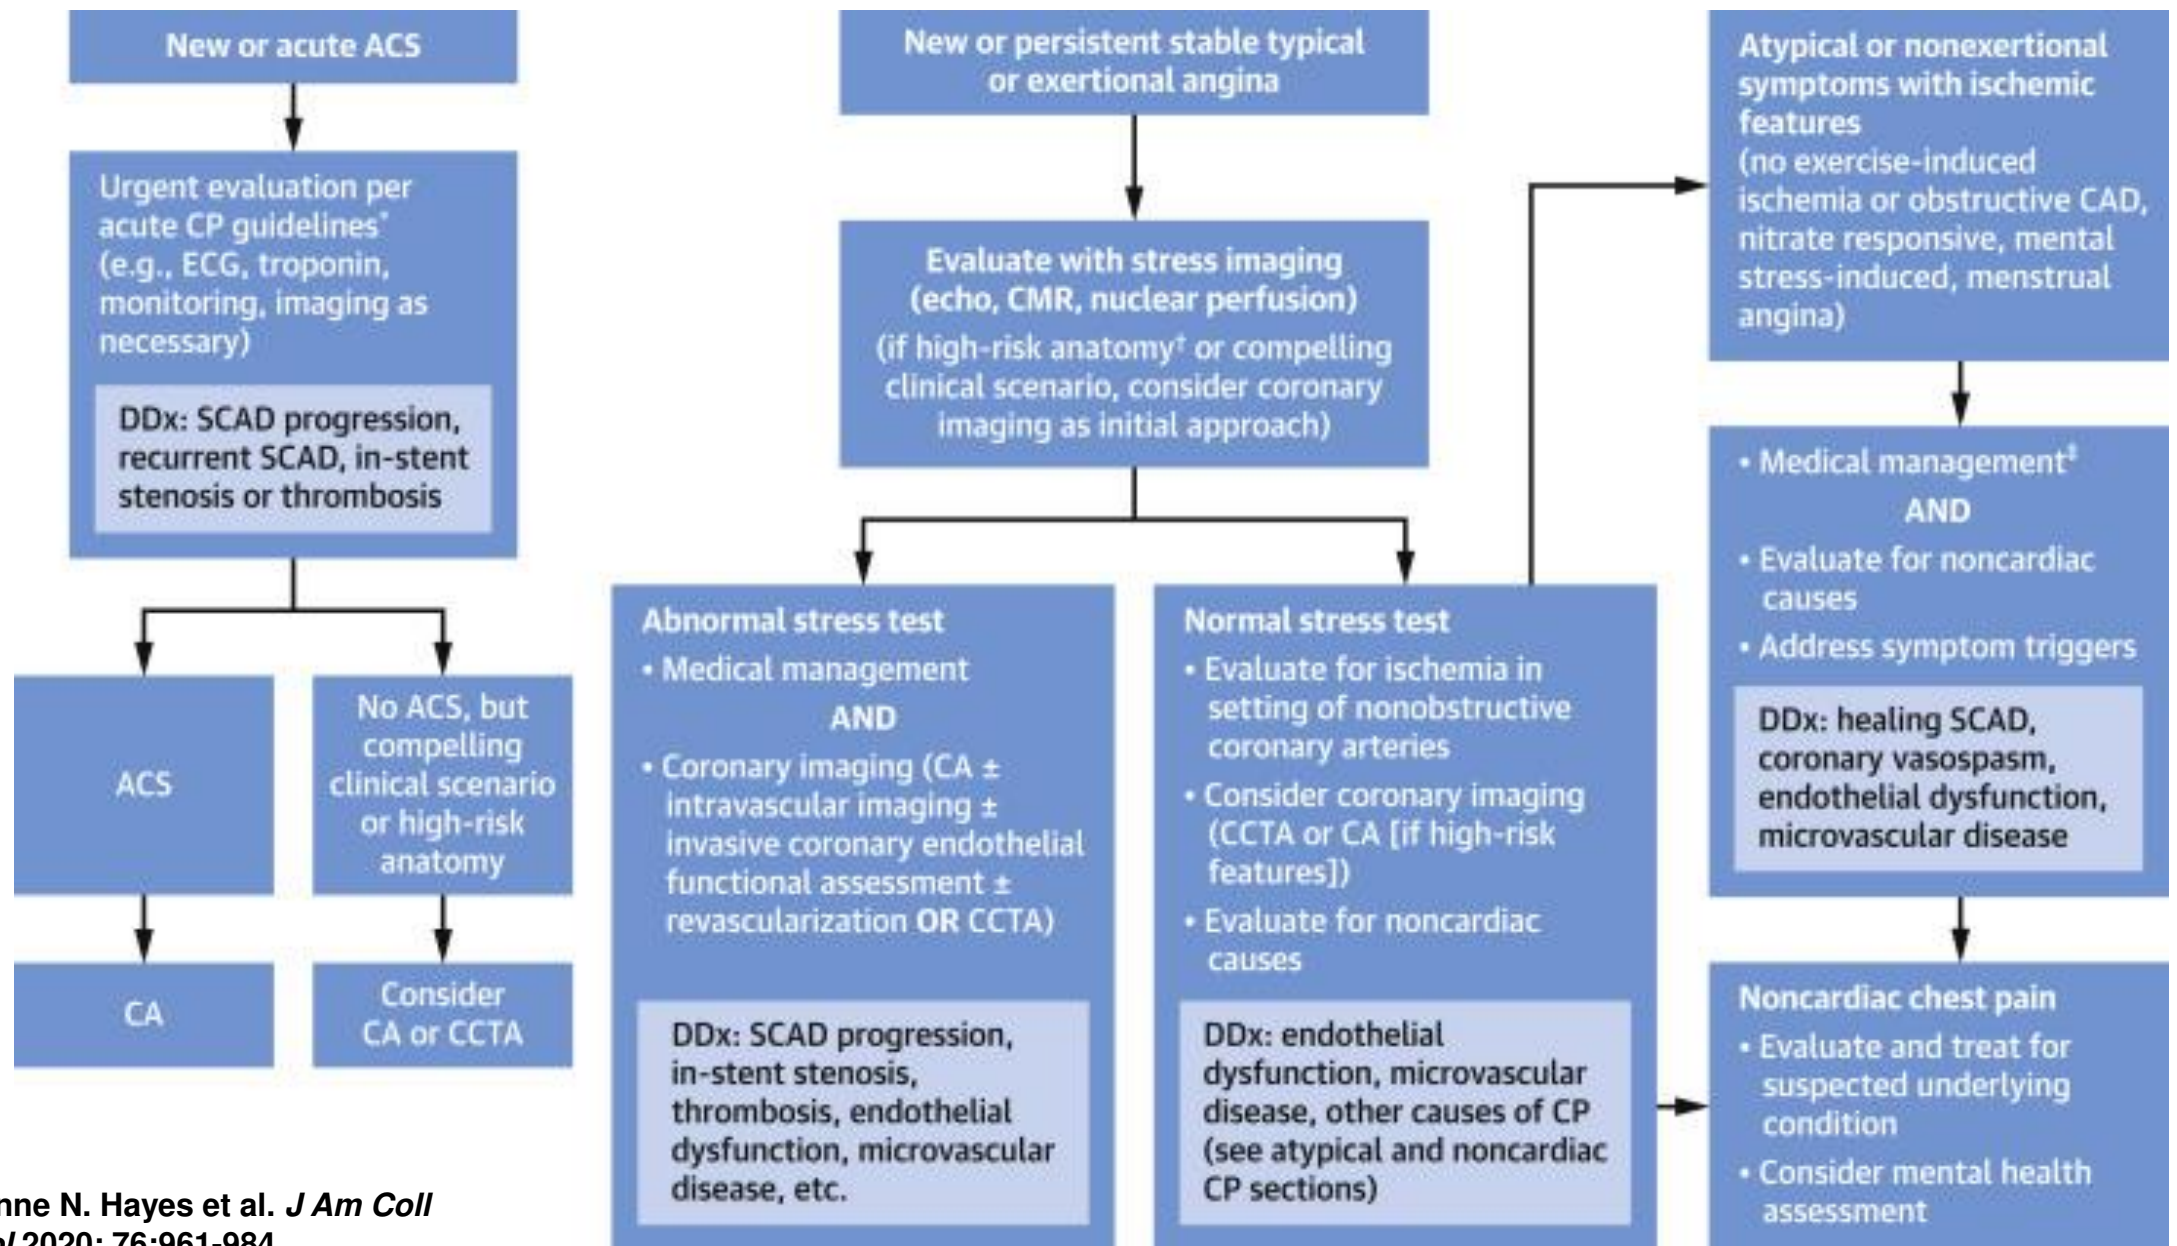 New or acute ACS
Urgent evaluation per
acute CP guidelines*
(e.g., ECG, troponin,
monitoring, imaging as
necessary)
DDx: SCAD progression,
recurrent SCAD, in-stent
stenosis or thrombosis
ACS
No ACS, but
compelling
clinical scenario
or high-risk
anatomy
CA
Consider
CA or CCTA
New or persistent stable typical
or exertional angina
Evaluate with stress imaging
(echo, CMR, nuclear perfusion)
(if high-risk anatomy† or compelling
clinical scenario, consider coronary
imaging as initial approach)
Abnormal stress test
• Medical management
AND
• Coronary imaging (CA ±
intravascular imaging ±
invasive coronary endothelial
functional assessment ±
revascularization OR CCTA)
DDx: SCAD progression,
in-stent stenosis,
thrombosis, endothelial
dysfunction, microvascular
disease, etc.
Normal stress test
• Evaluate for ischemia in
setting of nonobstructive
coronary arteries
• Consider coronary imaging
(CCTA or CA [if high-risk
features])
• Evaluate for noncardiac
causes
DDx: endothelial
dysfunction, microvascular
disease, other causes of CP
(see atypical and noncardiac
CP sections)
Atypical or nonexertional
symptoms with ischemic
features
(no exercise-induced
ischemia or obstructive CAD,
nitrate responsive, mental
stress-induced, menstrual
angina)
• Medical management‡
AND
• Evaluate for noncardiac
causes
• Address symptom triggers
DDx: healing SCAD,
coronary vasospasm,
endothelial dysfunction,
microvascular disease
Noncardiac chest pain
• Evaluate and treat for
suspected underlying
condition
• Consider mental health
assessment
nne N. Hayes et al. J Am Coll
2020; 76:961-984